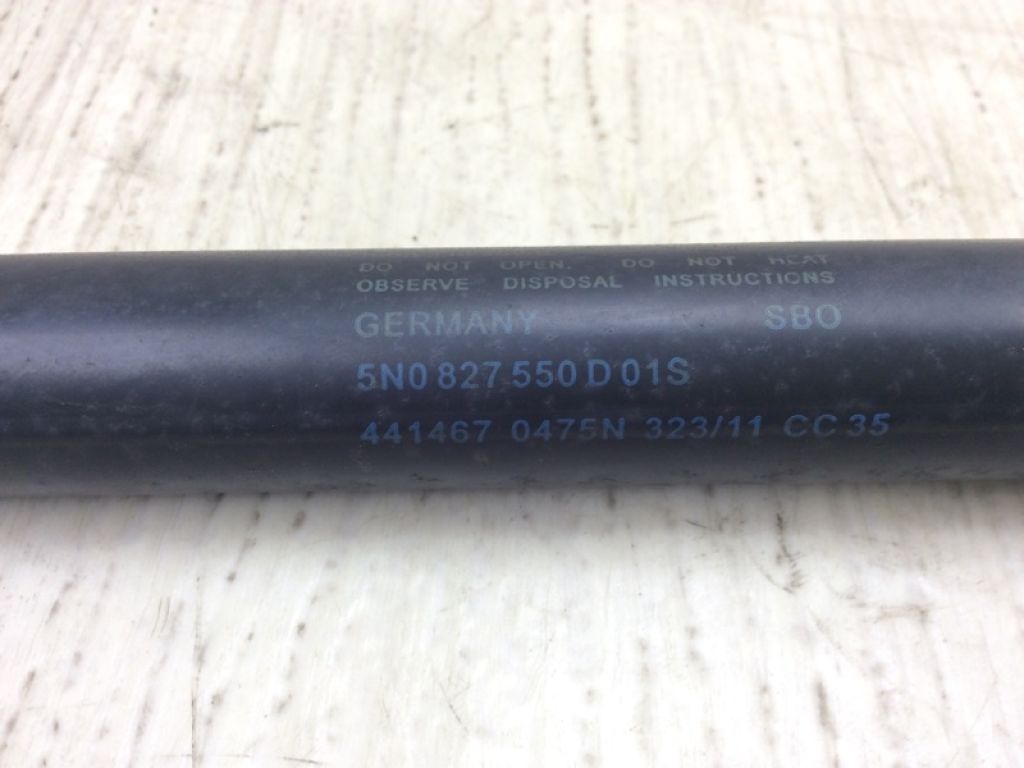 DO NOT OPEN. DO NOT HEAT
OBSERVE DISPOSAL INSTRUCTIONS
GERMANY SBO
5N0 827 550 D 01S
441467 0475N 323/11 CC 35